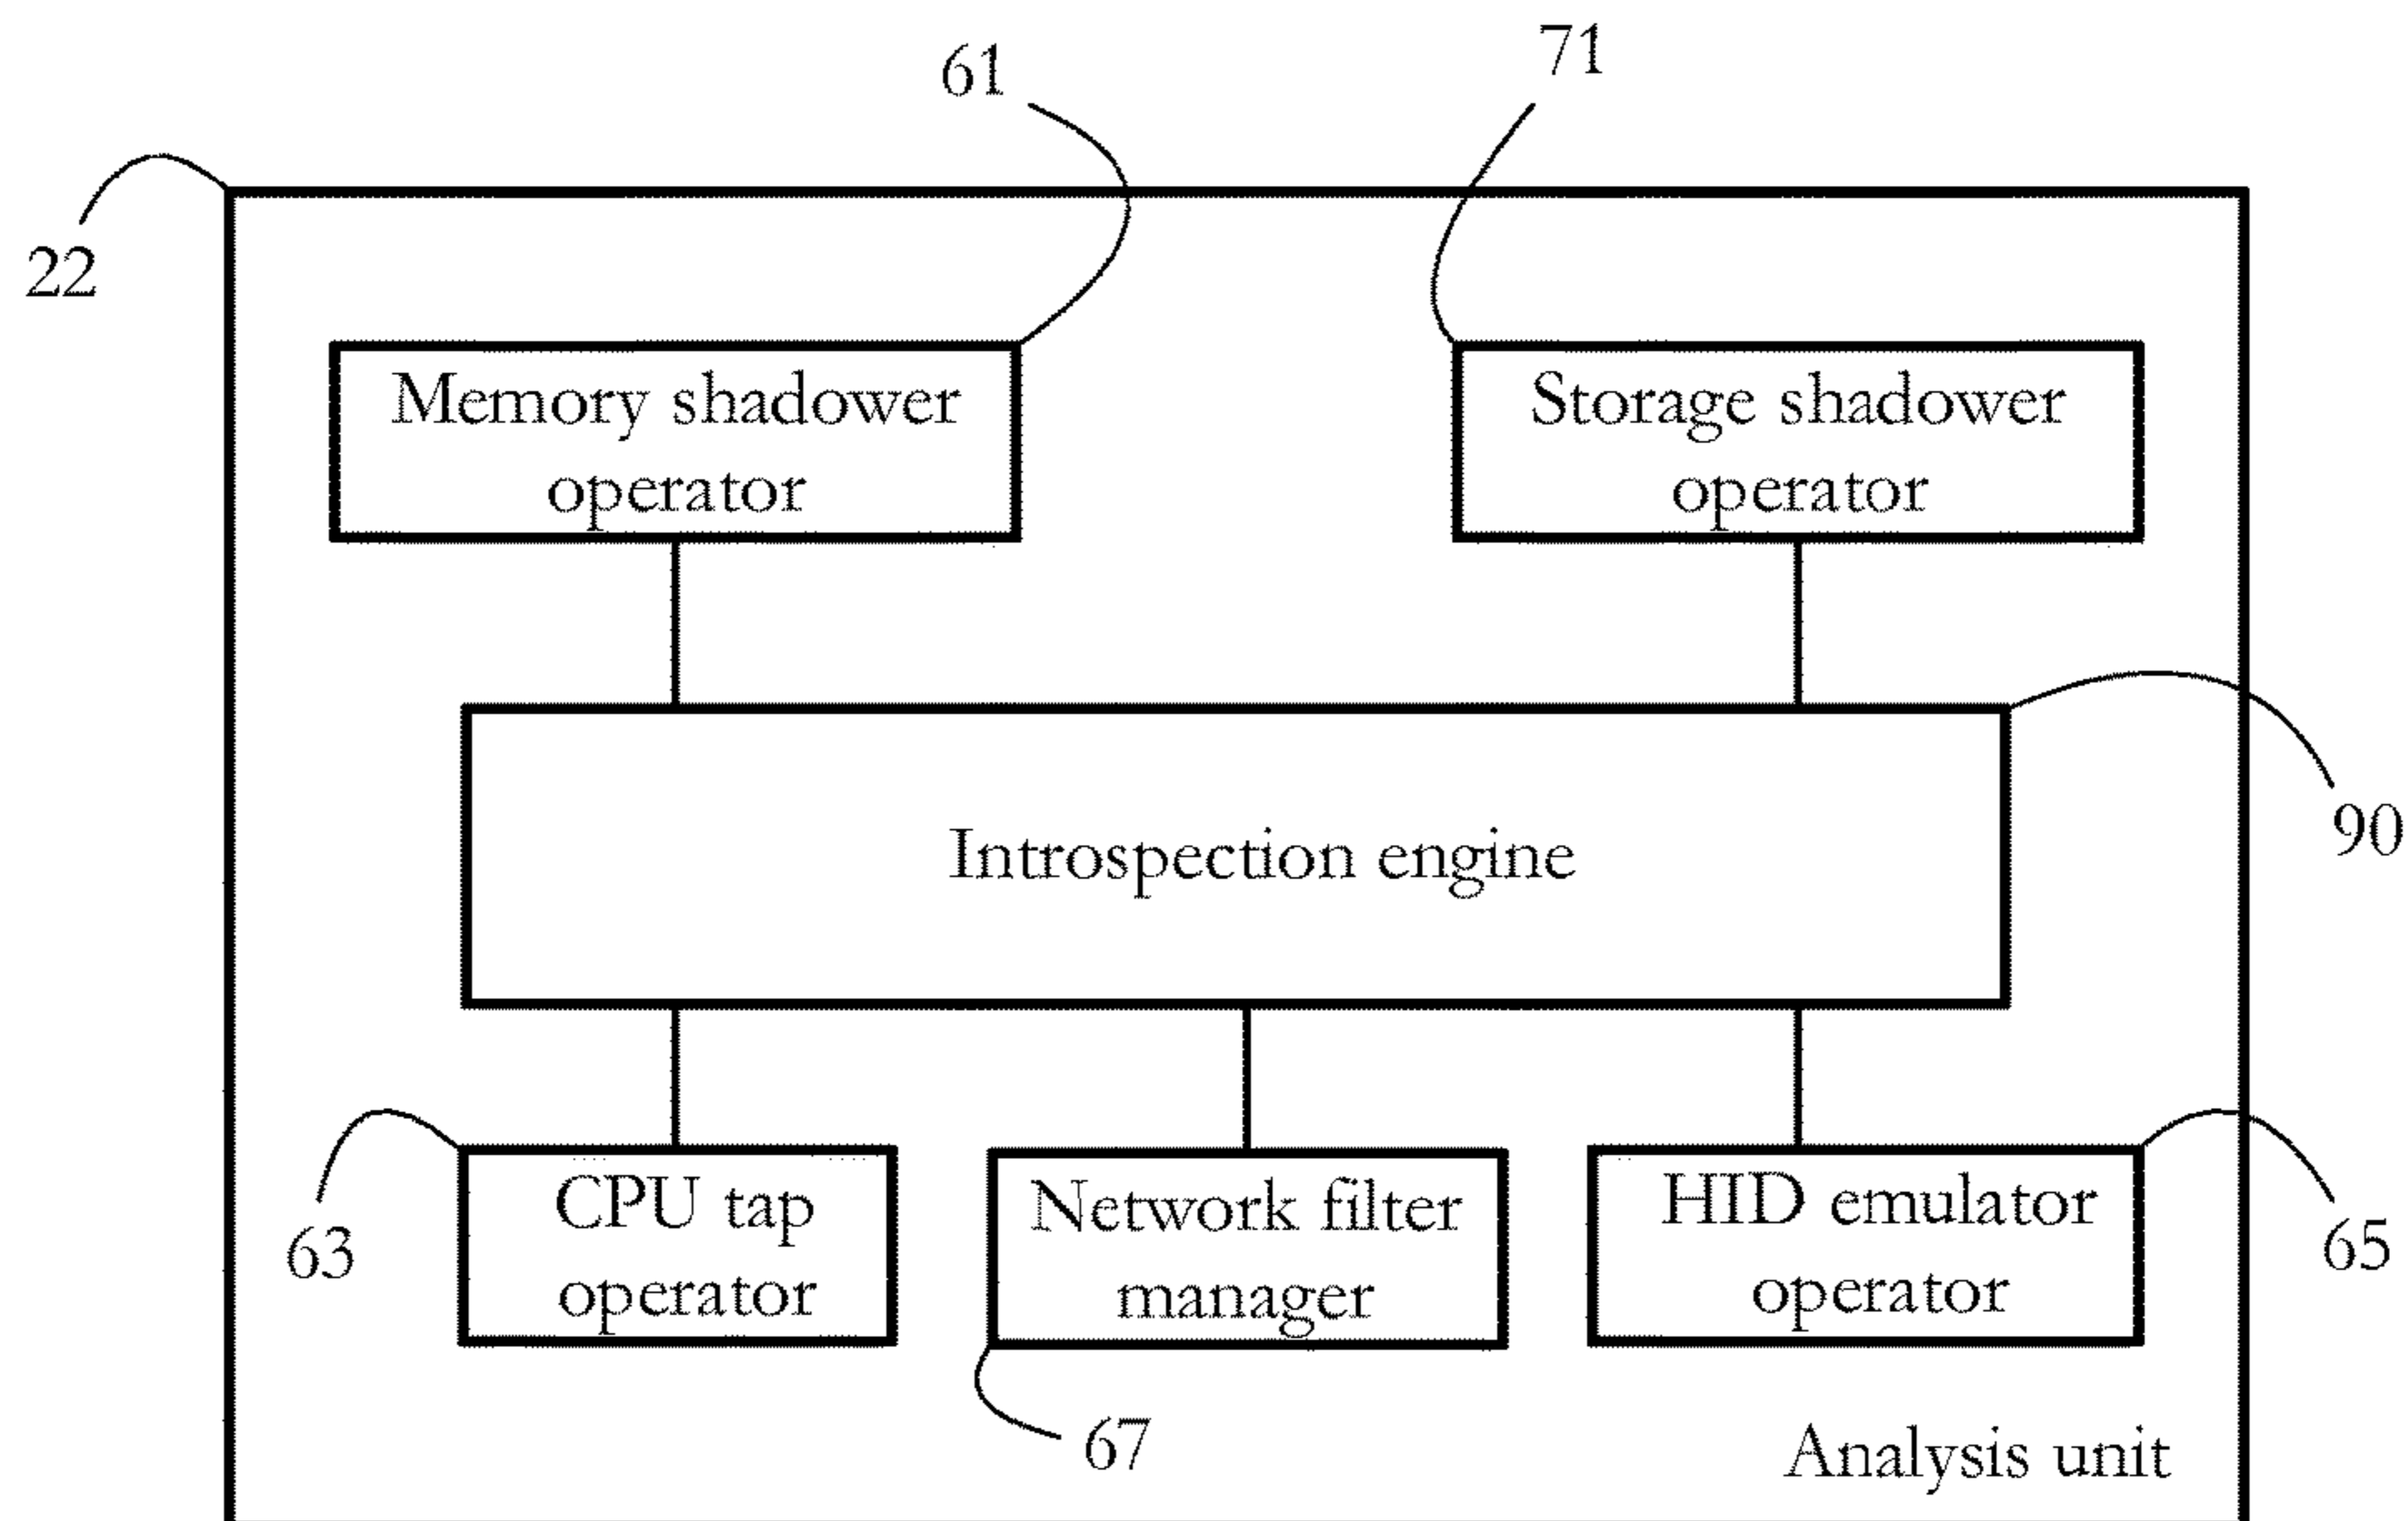 61
71
22
Memory shadower
operator
Storage shadower
operator
Introspection engine
90
63
CPU tap
operator
Network filter
manager
HID emulator
operator
65
67
Analysis unit